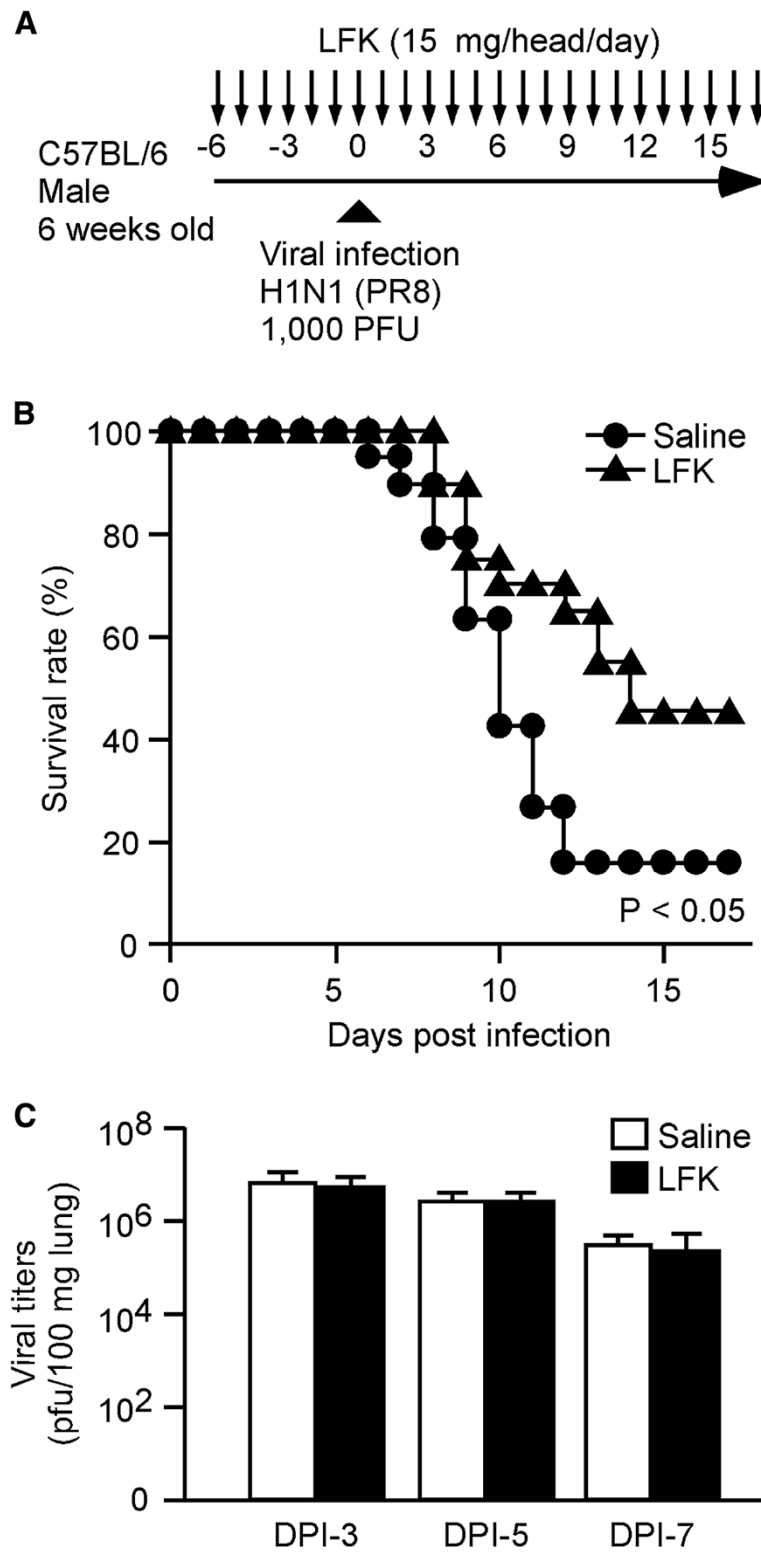 A
LFK (15 mg/head/day)
-6 -3 0 3 6 9 12 15
C57BL/6
Male
6 weeks old
Viral infection
H1N1 (PR8)
1,000 PFU
B
Saline
LFK
100
80
60
40
20
0
Survival rate (%)
P < 0.05
0 5 10 15
Days post infection
C
Saline
LFK
10⁸
10⁶
10⁴
10²
0
Viral titers
(pfu/100 mg lung)
DPI-3 DPI-5 DPI-7